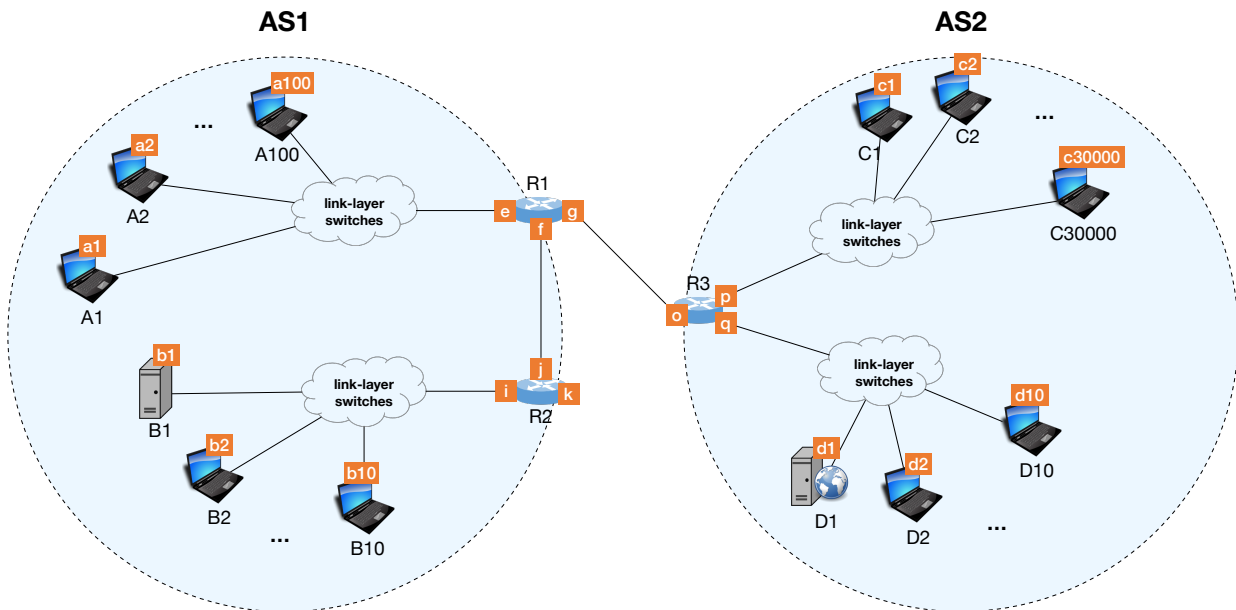 AS1
AS2
a100
...
A100
a2
A2
a1
A1
link-layer
switches
R1
e
g
f
b1
B1
link-layer
switches
j
i
k
R2
b2
B2
b10
B10
...
c1
C1
c2
C2
...
c30000
C30000
link-layer
switches
R3
p
o
q
link-layer
switches
d10
D10
d1
D1
d2
D2
...